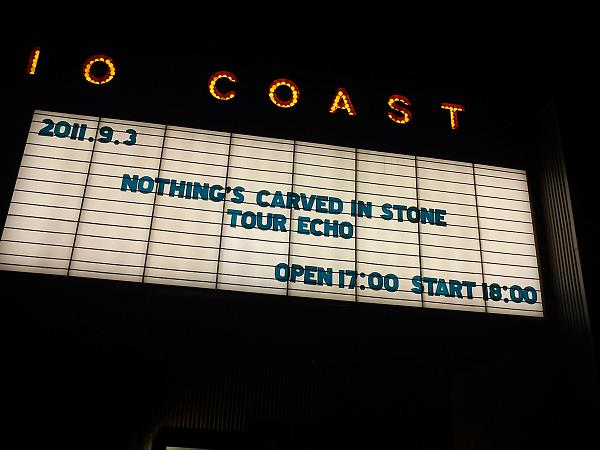 IO COAST
2011.9.3
NOTHING'S CARVED IN STONE
TOUR ECHO
OPEN 17:00 START 18:00